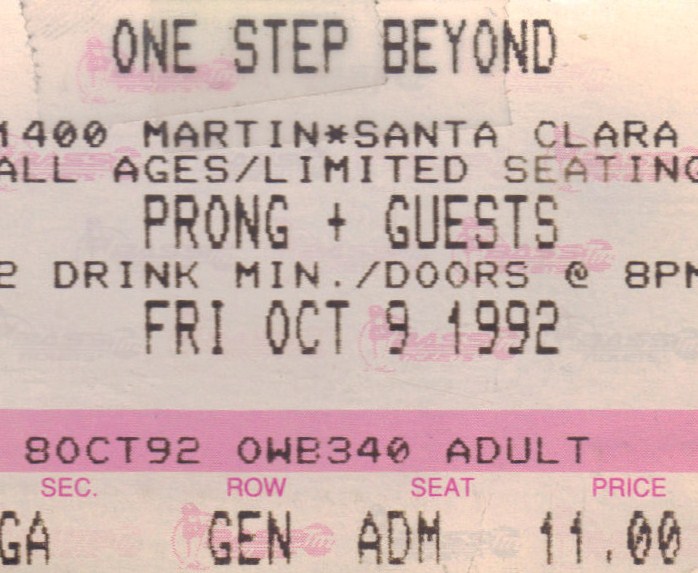 ONE STEP BEYOND
1400 MARTIN*SANTA CLARA
ALL AGES/LIMITED SEATING
PRONG + GUESTS
2 DRINK MIN./DOORS @ 8PM
FRI OCT 9 1992
8OCT92 OWB340 ADULT
SEC. ROW SEAT PRICE
GA GEN ADM 11.00